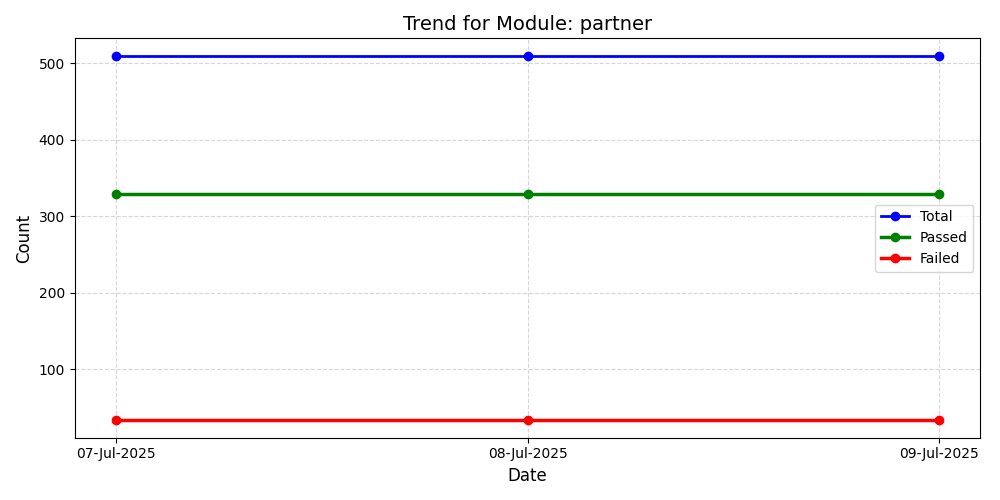 Trend for Module: partner
Count
500
400
300
200
100
Total
Passed
Failed
07-Jul-2025 08-Jul-2025 09-Jul-2025
Date